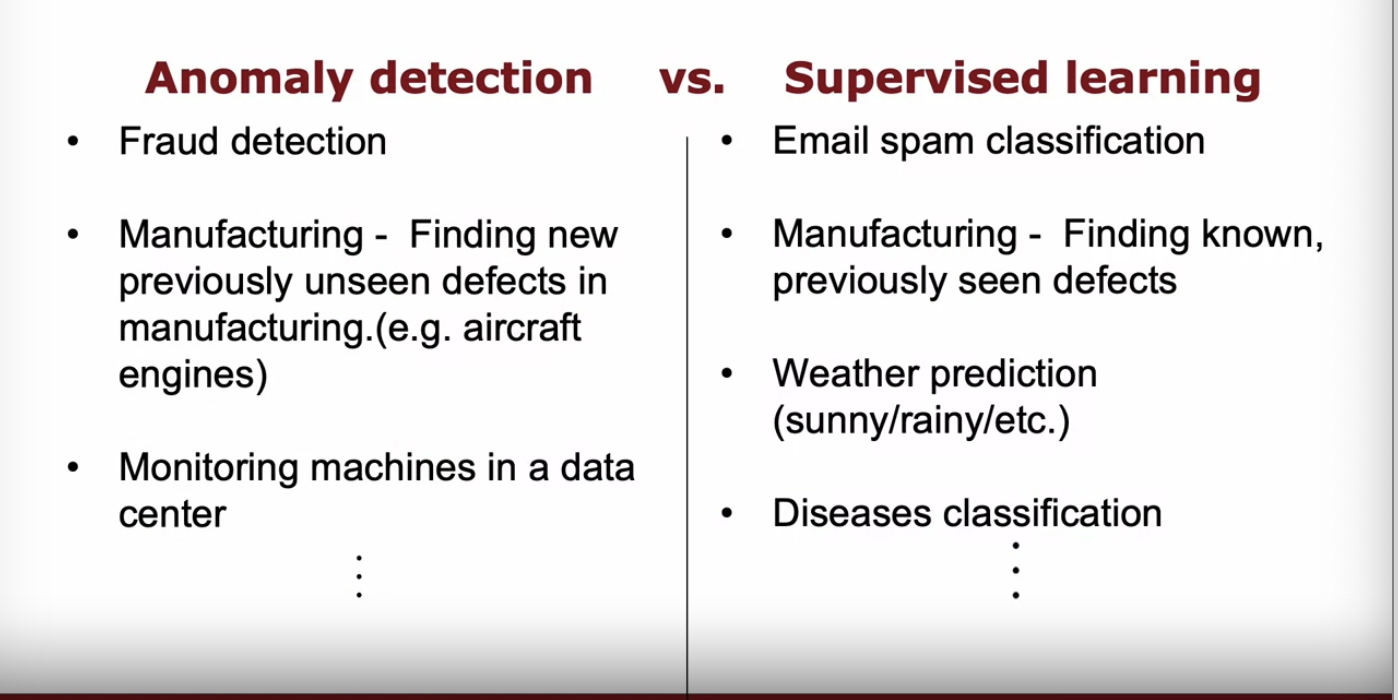 Anomaly detection vs. Supervised learning
• Fraud detection
• Manufacturing - Finding new
previously unseen defects in
manufacturing.(e.g. aircraft
engines)
• Monitoring machines in a data
center
• Email spam classification
• Manufacturing - Finding known,
previously seen defects
• Weather prediction
(sunny/rainy/etc.)
• Diseases classification